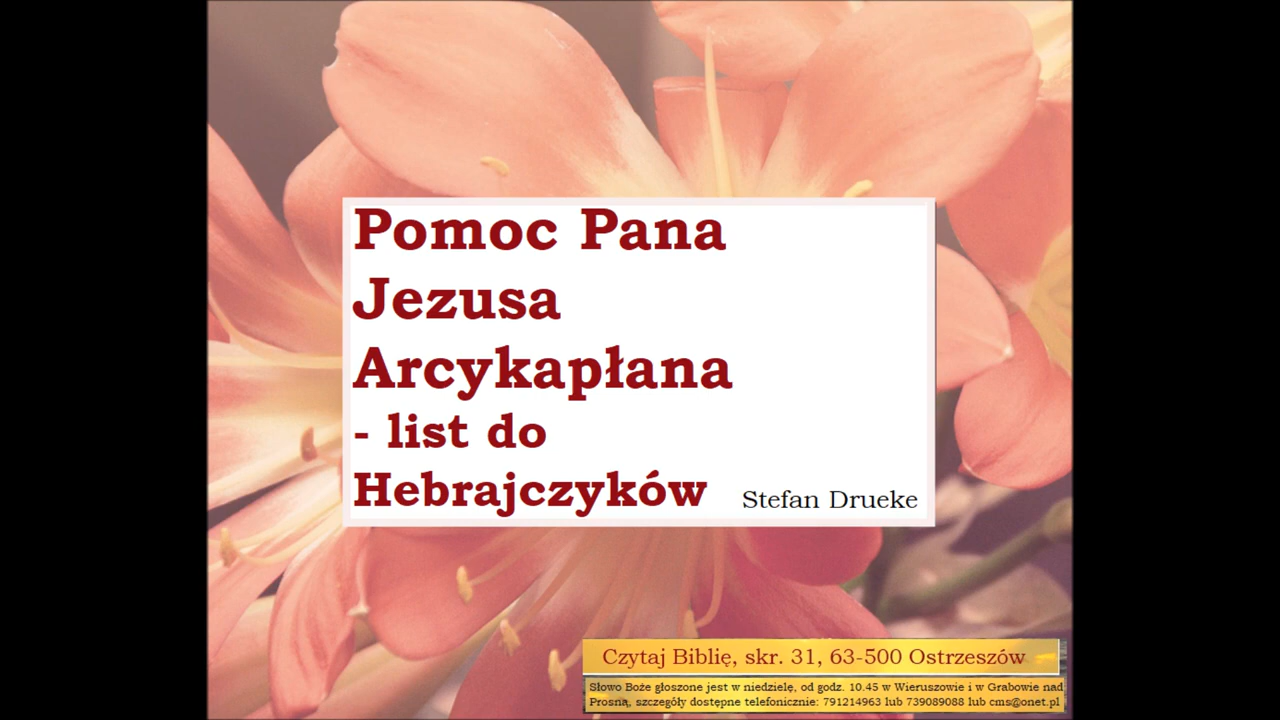 Pomoc Pana
Jezusa
Arcykapłana
- list do
Hebrajczyków
Stefan Drueke
Czytaj Biblię, skr. 31, 63-500 Ostrzeszów
Słowo Boże głoszone jest w niedzielę, od godz. 10.45 w Wieruszowie i w Grabowie nad
Prosną, szczegóły dostępne telefonicznie: 791214963 lub 739089088 lub cms@onet.pl